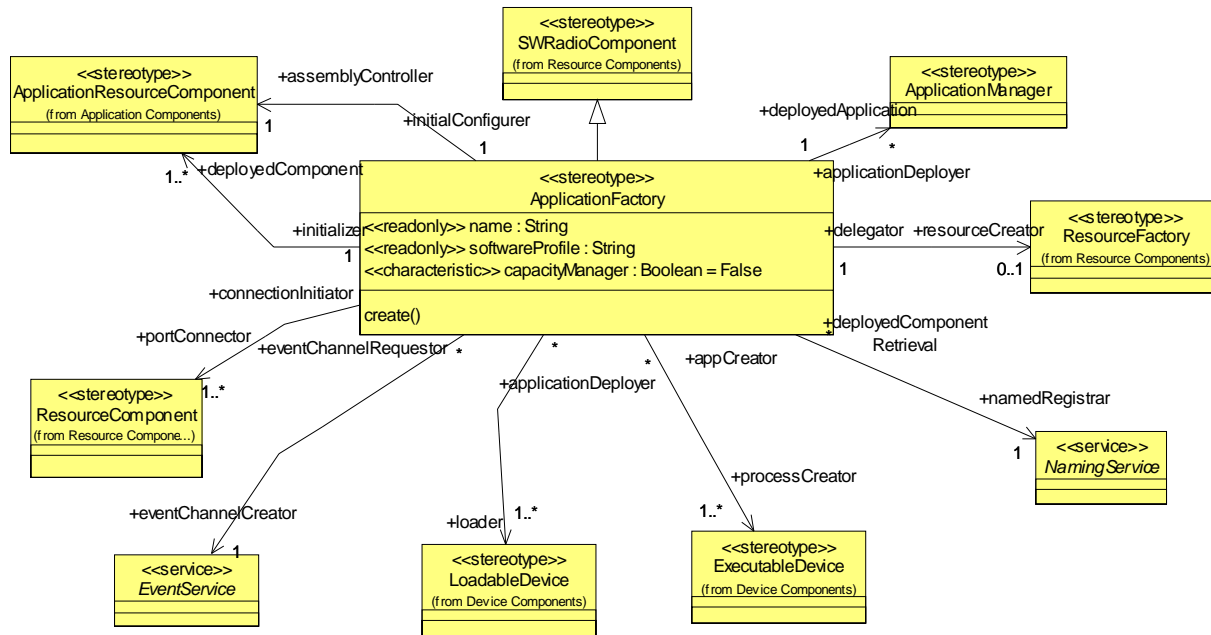 <<stereotype>>
SWRadioComponent
(from Resource Components)
<<stereotype>>
ApplicationResourceComponent
(from Application Components)
<<stereotype>>
ApplicationManager
+assemblyController
1
+initialConfigurer
1
+deployedApplication
1
*
+applicationDeployer
+deployedComponent
1..*
+initializer
1
<<stereotype>>
ApplicationFactory
<<readonly>> name : String
<<readonly>> softwareProfile : String
<<characteristic>> capacityManager : Boolean = False
create()
+delegator
1
+resourceCreator
0..1
<<stereotype>>
ResourceFactory
(from Resource Components)
+connectionInitiator
+portConnector
1..*
<<stereotype>>
ResourceComponent
(from Resource Compone...)
+eventChannelRequestor
*
+eventChannelCreator
1
<<service>>
EventService
*
+applicationDeployer
+loader
1..*
<<stereotype>>
LoadableDevice
(from Device Components)
*
+appCreator
+processCreator
1..*
<<stereotype>>
ExecutableDevice
(from Device Components)
+deployedComponent
Retrieval
*
+namedRegistrar
1
<<service>>
NamingService